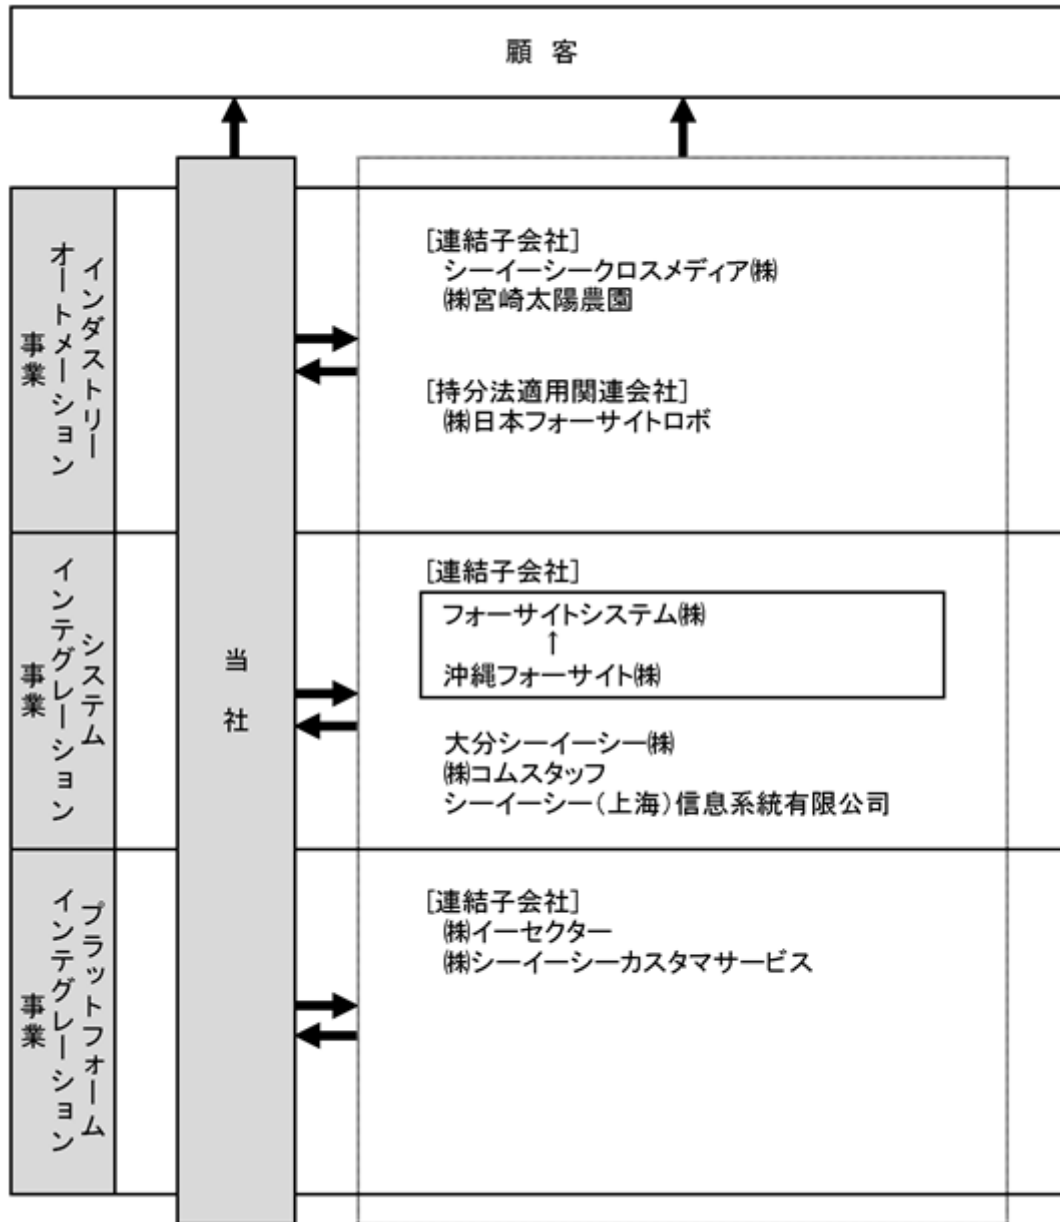 顧 客
インダストリー
オートメーション
事業
[連結子会社]
シーイーシークロスメディア㈱
㈱宮崎太陽農園
[持分法適用関連会社]
㈱日本フォーサイトロボ
当社
システム
インテグレーション
事業
[連結子会社]
フォーサイトシステム㈱
↑
沖縄フォーサイト㈱
大分シーイーシー㈱
㈱コムスタッフ
シーイーシー（上海）信息系統有限公司
プラットフォーム
インテグレーション
事業
[連結子会社]
㈱イーセクター
㈱シーイーシーカスタマサービス